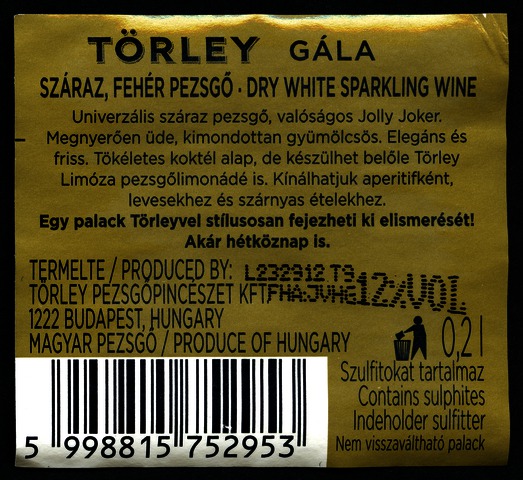 TÖRLEY GÁLA
SZÁRAZ, FEHÉR PEZSGŐ · DRY WHITE SPARKLING WINE
Univerzális száraz pezsgő, valóságos Jolly Joker.
Megnyerően üde, kimondottan gyümölcsös. Elegáns és
friss. Tökéletes koktél alap, de készülhet belőle Törley
Limóza pezsgőlimonádé is. Kínálhatjuk aperitifként,
levesekhez és szárnyas ételekhez.
Egy palack Törleyvel stílusosan fejezheti ki elismerését!
Akár hétköznap is.
TERMELTE / PRODUCED BY: L232912 T9
TÖRLEY PEZSGŐPINCÉSZET KFT FHA:JVHG 12%VOL
1222 BUDAPEST, HUNGARY
MAGYAR PEZSGŐ / PRODUCE OF HUNGARY 0,2 l
Szulfitokat tartalmaz
Contains sulphites
Indeholder sulfitter
Nem visszaváltható palack
5 998815 752953